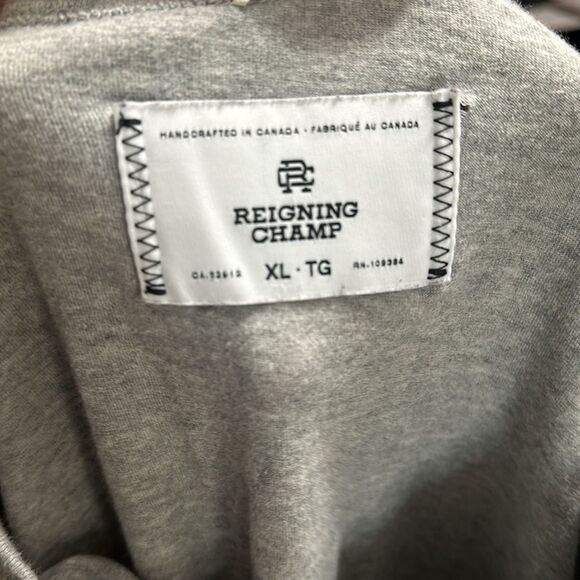 HANDCRAFTED IN CANADA · FABRIQUÉ AU CANADA
RC
REIGNING
CHAMP
XL · TG